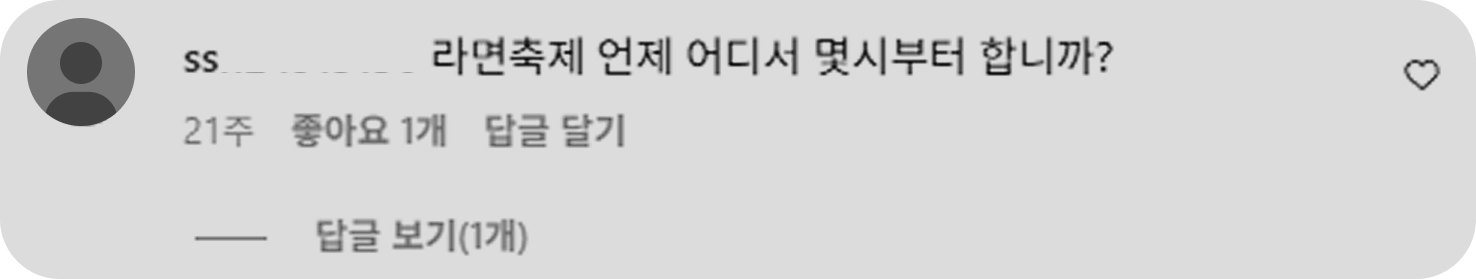 ss 라면축제 언제 어디서 몇시부터 합니까?
21주 좋아요 1개 답글 달기
답글 보기(1개)